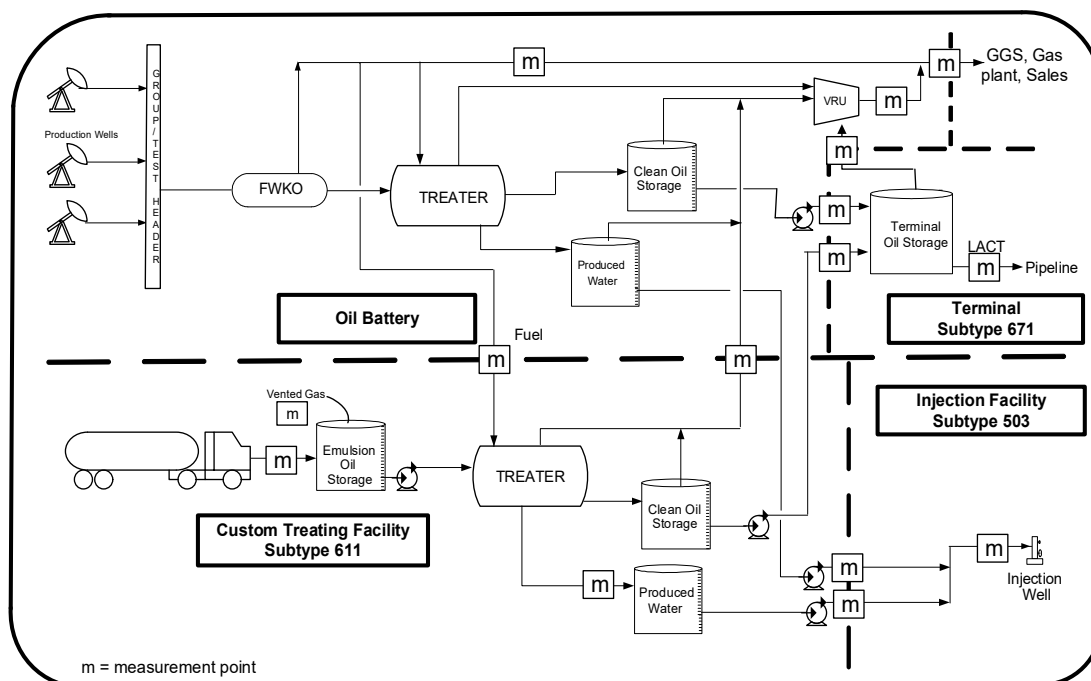 m
m
GGS, Gas
plant, Sales
GROUP/TEST HEADER
VRU
m
Production Wells
m
FWKO
TREATER
Clean Oil
Storage
m
m
Terminal
Oil Storage
Produced
Water
LACT
m
m
Pipeline
Oil Battery
Terminal
Subtype 671
Fuel
m
m
Injection Facility
Subtype 503
Vented Gas
m
Emulsion
Oil
Storage
m
TREATER
Clean Oil
Storage
Custom Treating Facility
Subtype 611
m
m
m
Injection
Well
Produced
Water
m
m = measurement point